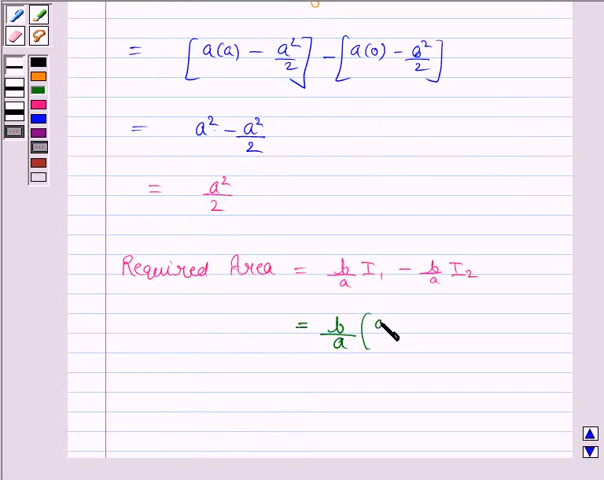 = [a(a) - a²/2] - [a(0) - 0²/2]
= a² - a²/2
= a²/2
Required Area = b/a I₁ - b/a I₂
= b/a (a